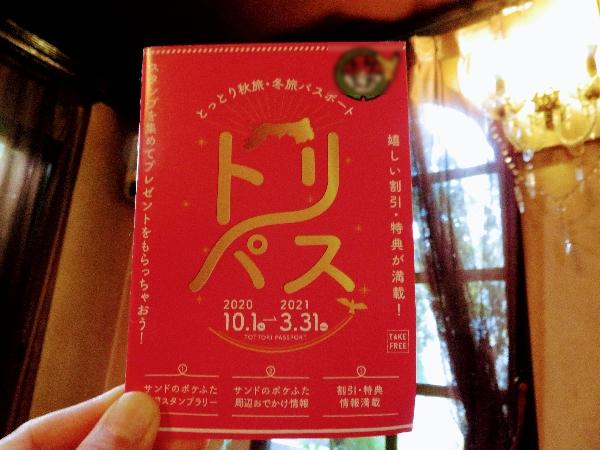 とっとり秋旅・冬旅パスポート
スタンプを集めてプレゼントをもらっちゃおう!
嬉しい割引・特典が満載!
トリ
パス
2020 2021
10.1 3.31
TOTTORI PASSPORT
TAKE
FREE
① ② ③
サンドのポケふた
スタンプラリー
サンドのポケふた
周辺おでかけ情報
割引・特典
情報満載